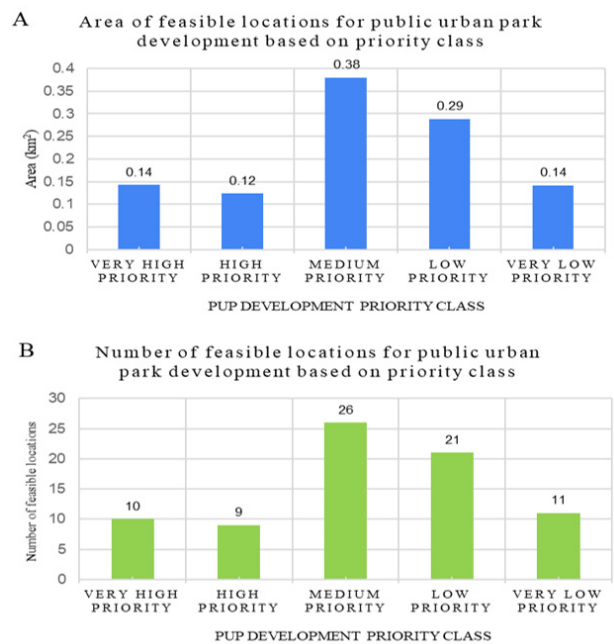 A
Area of feasible locations for public urban park
development based on priority class
0.4
0.35
0.3
0.25
0.2
0.15
0.1
0.05
0
Area (km²)
0.14
0.12
0.38
0.29
0.14
VERY HIGH PRIORITY
HIGH PRIORITY
MEDIUM PRIORITY
LOW PRIORITY
VERY LOW PRIORITY
PUP DEVELOPMENT PRIORITY CLASS
B
Number of feasible locations for public urban
park development based on priority class
30
25
20
15
10
5
0
Number of feasible locations
10
9
26
21
11
VERY HIGH PRIORITY
HIGH PRIORITY
MEDIUM PRIORITY
LOW PRIORITY
VERY LOW PRIORITY
PUP DEVELOPMENT PRIORITY CLASS